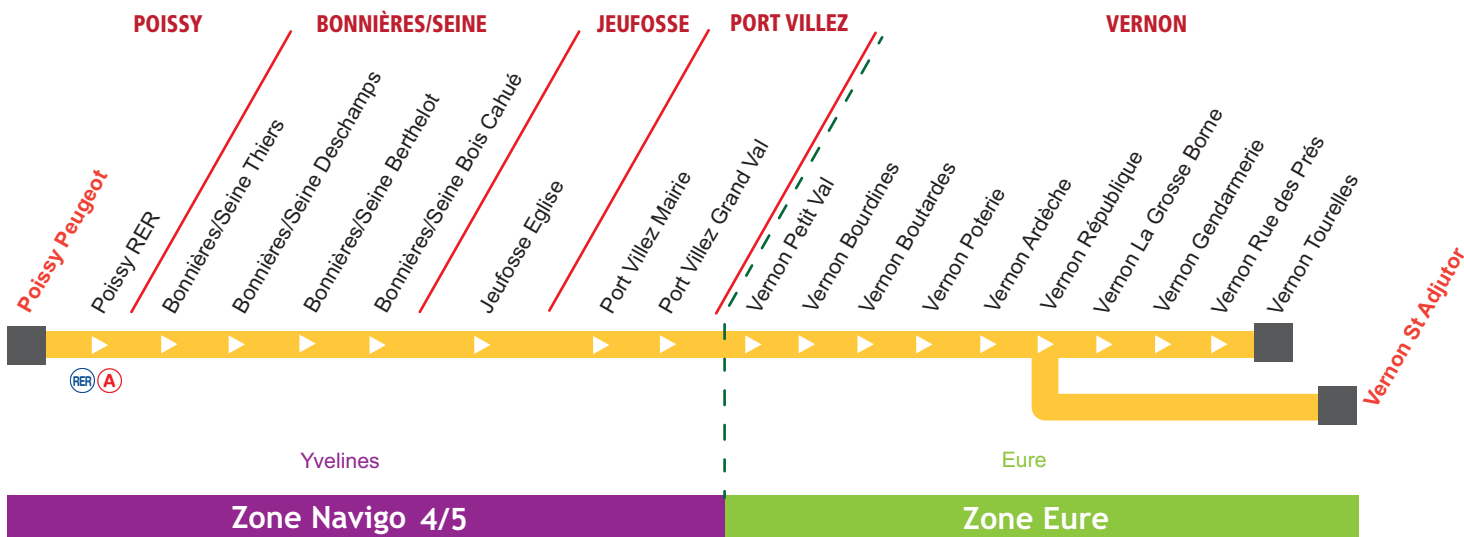 POISSY
BONNIÈRES/SEINE
JEUFOSSE
PORT VILLEZ
VERNON
Poissy Peugeot
Poissy RER
Bonnières/Seine Thiers
Bonnières/Seine Deschamps
Bonnières/Seine Berthelot
Bonnières/Seine Bois Cahué
Jeufosse Eglise
Port Villez Mairie
Port Villez Grand Val
Vernon Petit Val
Vernon Bourdines
Vernon Boutardes
Vernon Poterie
Vernon Ardèche
Vernon République
Vernon La Grosse Borne
Vernon Gendarmerie
Vernon Rue des Prés
Vernon Tourelles
Vernon St Adjutor
RER A
Yvelines
Eure
Zone Navigo 4/5
Zone Eure